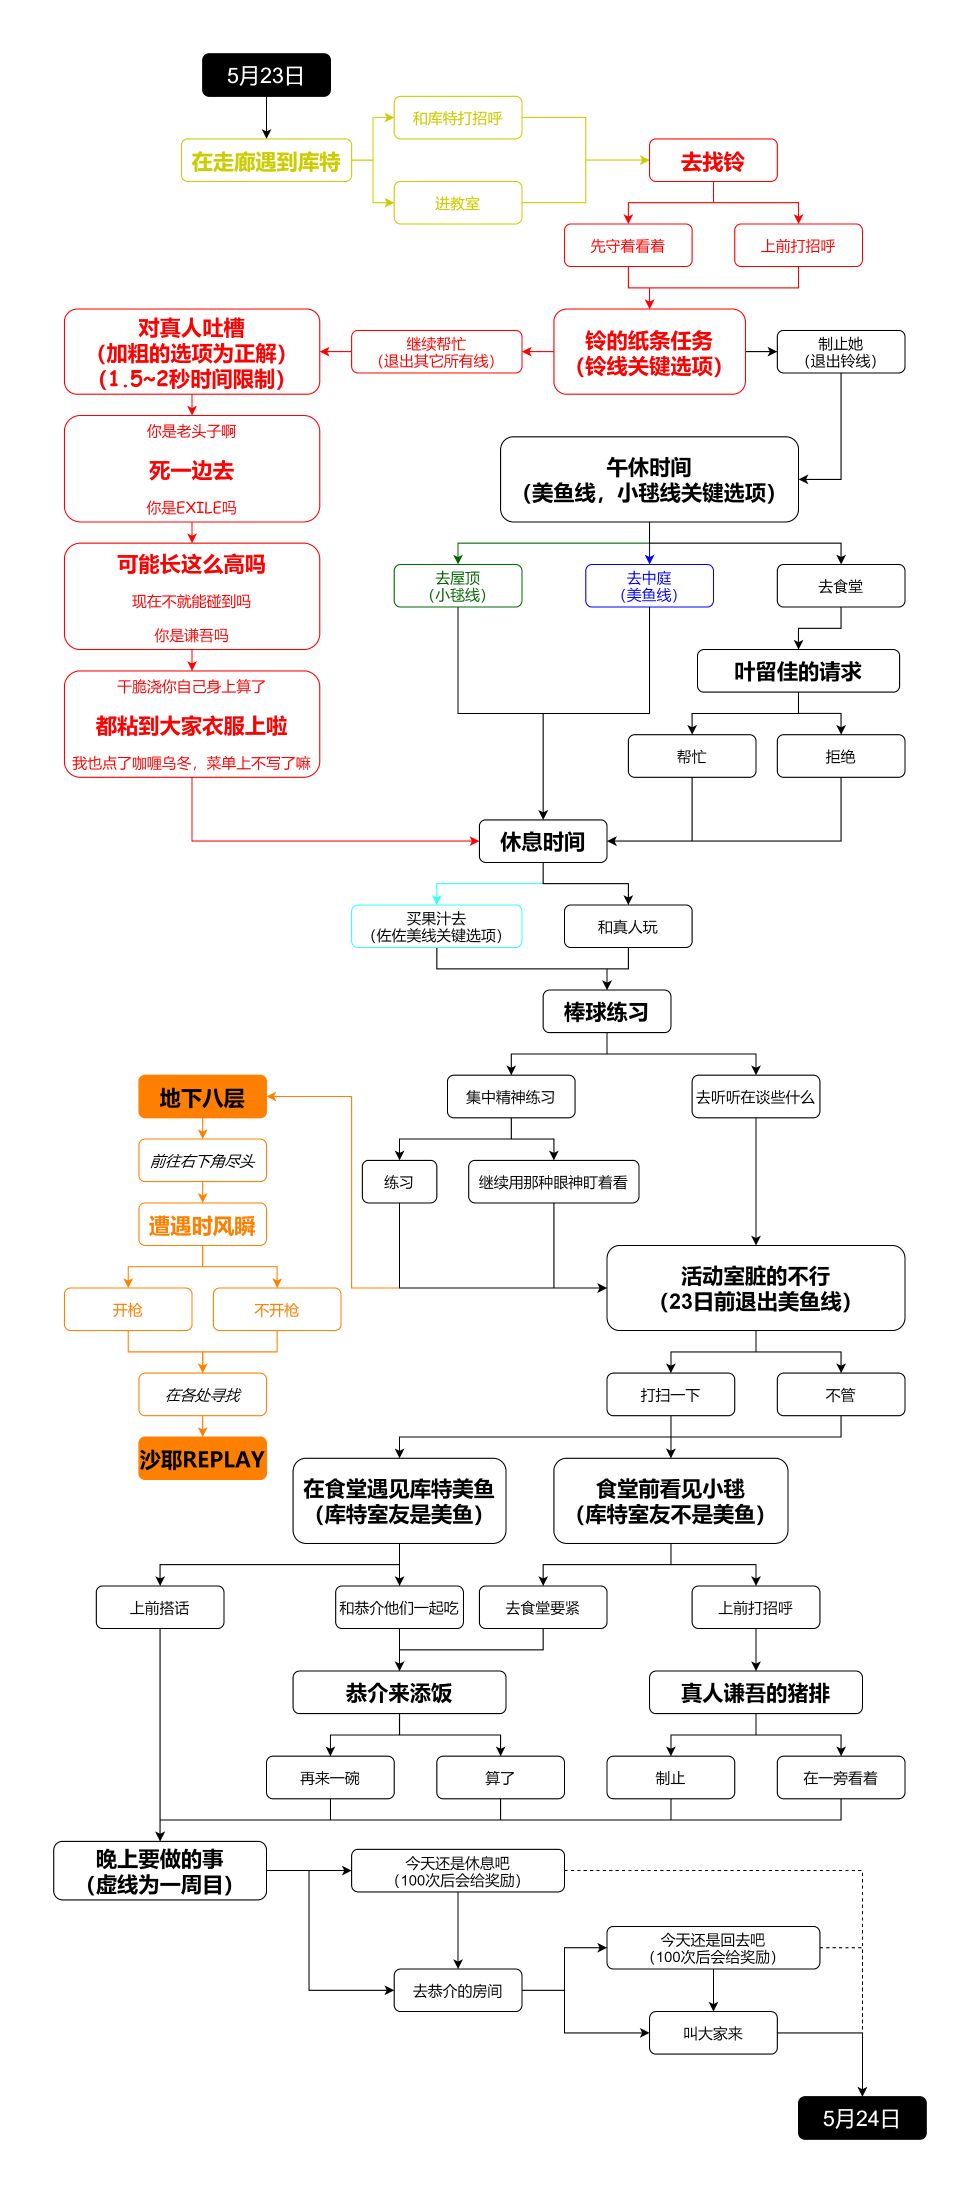 5月23日
在走廊遇到库特
和库特打招呼
进教室
去找铃
先守着看着
上前打招呼
对真人吐槽
（加粗的选项为正解）
（1.5~2秒时间限制）
继续帮忙
（退出其它所有线）
铃的纸条任务
（铃线关键选项）
制止她
（退出铃线）
你是老头子啊
死一边去
你是EXILE吗
午休时间
（美鱼线，小毬线关键选项）
可能长这么高吗
现在不就能碰到吗
你是谦吾吗
去屋顶
（小毬线）
去中庭
（美鱼线）
去食堂
叶留佳的请求
干脆浇你自己身上算了
都粘到大家衣服上啦
我也点了咖喱乌冬，菜单上不写了嘛
帮忙
拒绝
休息时间
买果汁去
（佐佐美线关键选项）
和真人玩
棒球练习
地下八层
集中精神练习
去听听在谈些什么
前往右下角尽头
练习
继续用那种眼神盯着看
遭遇时风瞬
活动室脏的不行
（23日前退出美鱼线）
开枪
不开枪
在各处寻找
打扫一下
不管
沙耶REPLAY
在食堂遇见库特美鱼
（库特室友是美鱼）
食堂前看见小毬
（库特室友不是美鱼）
上前搭话
和恭介他们一起吃
去食堂要紧
上前打招呼
恭介来添饭
真人谦吾的猪排
再来一碗
算了
制止
在一旁看着
晚上要做的事
（虚线为一周目）
今天还是休息吧
（100次后会给奖励）
今天还是回去吧
（100次后会给奖励）
去恭介的房间
叫大家来
5月24日